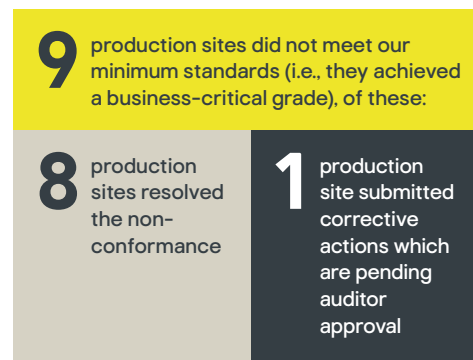 9
production sites did not meet our
minimum standards (i.e., they achieved
a business-critical grade), of these:
8
production
sites resolved
the non-
conformance
1
production
site submitted
corrective
actions which
are pending
auditor
approval